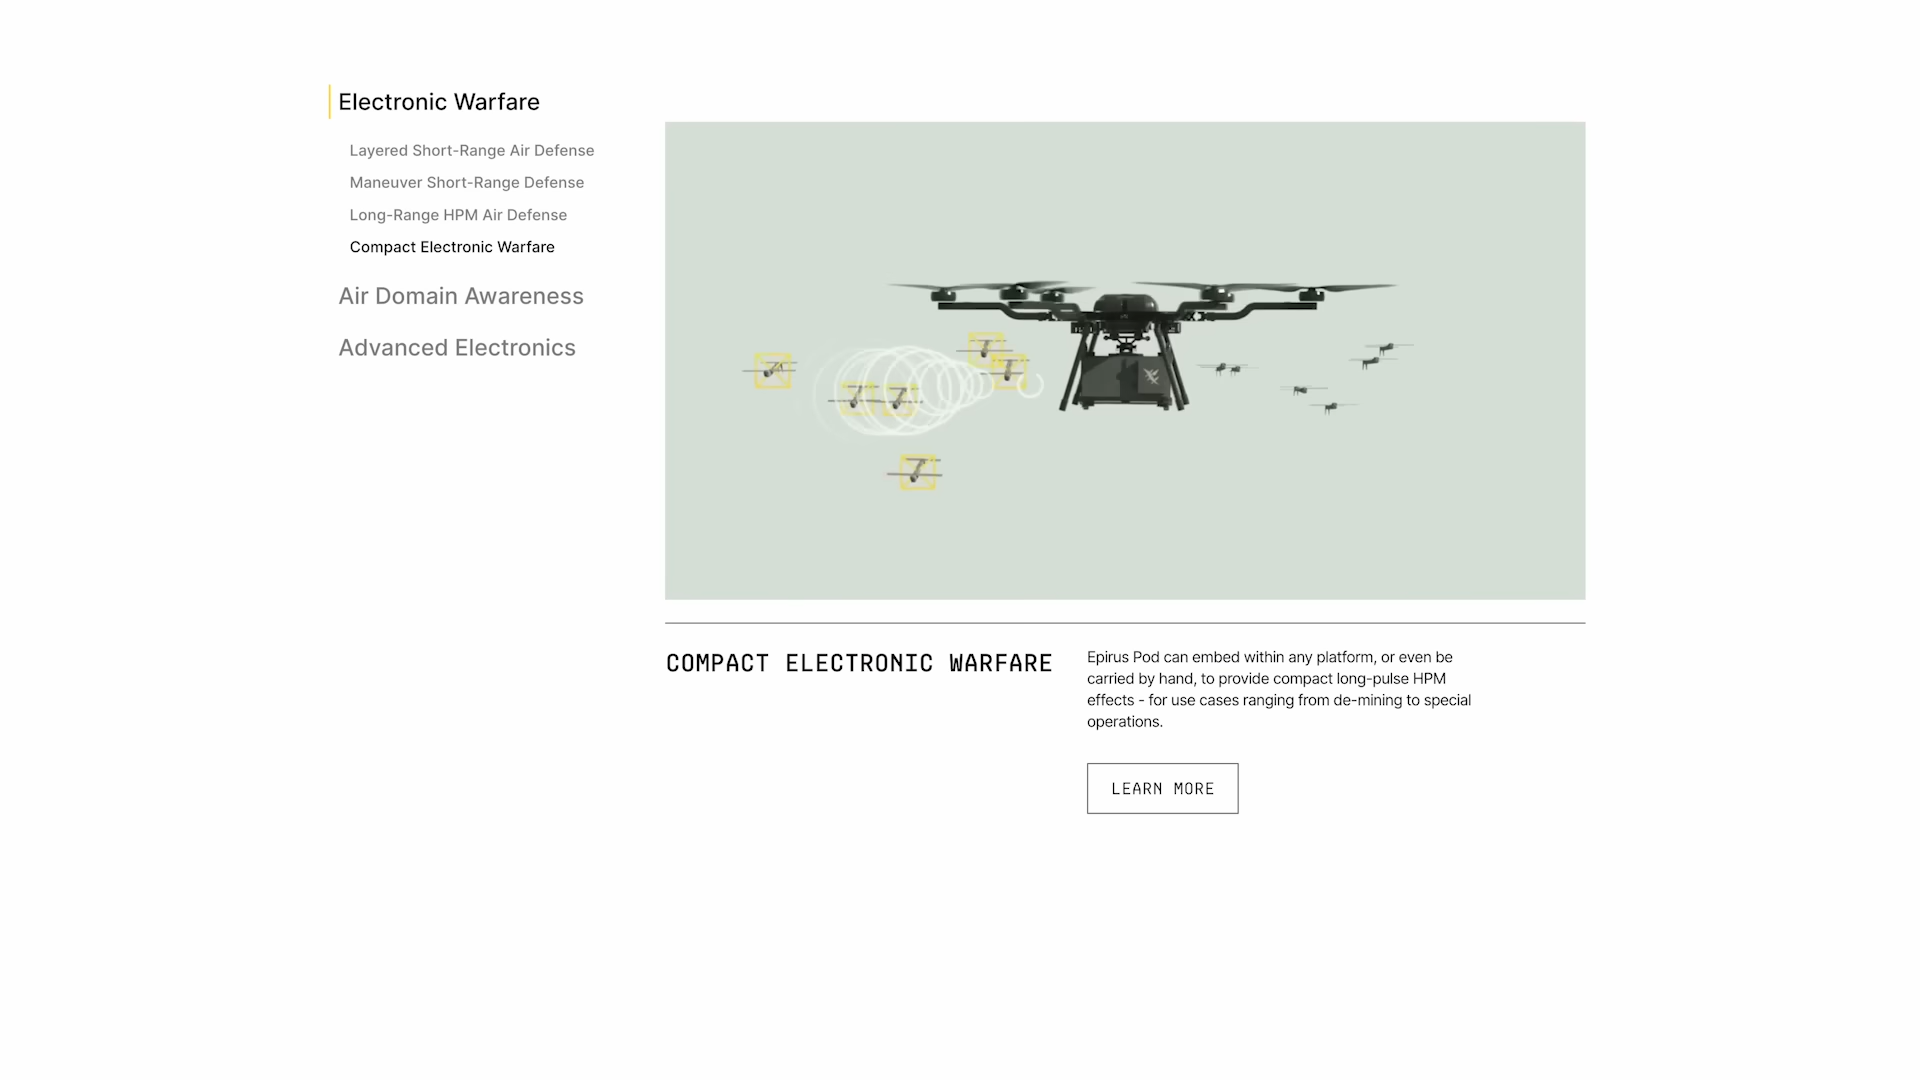 Electronic Warfare
Layered Short-Range Air Defense
Maneuver Short-Range Defense
Long-Range HPM Air Defense
Compact Electronic Warfare
Air Domain Awareness
Advanced Electronics
COMPACT ELECTRONIC WARFARE
Epirus Pod can embed within any platform, or even be
carried by hand, to provide compact long-pulse HPM
effects - for use cases ranging from de-mining to special
operations.
LEARN MORE